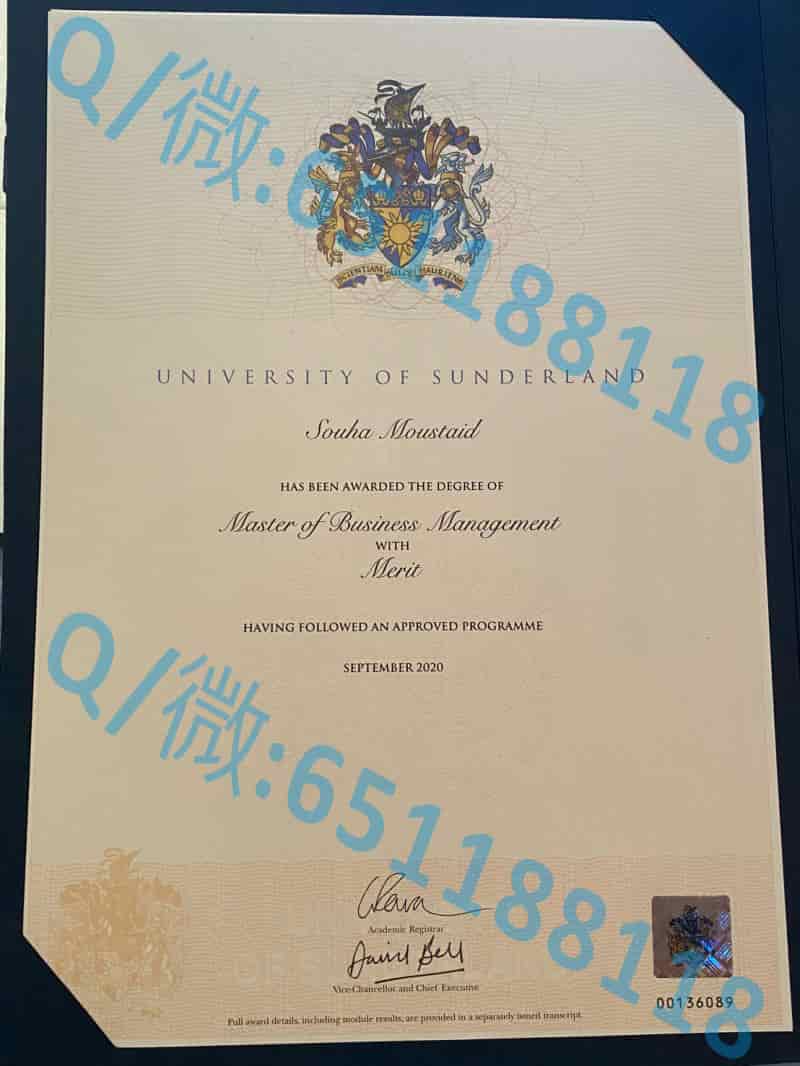 UNIVERSITY OF SUNDERLAND
Souha Moustaid
HAS BEEN AWARDED THE DEGREE OF
Master of Business Management
WITH
Merit
HAVING FOLLOWED AN APPROVED PROGRAMME
SEPTEMBER 2020
Academic Registrar
David Bell
Vice-Chancellor and Chief Executive
00136089
Full award details, including module results, are provided in a separately issued transcript.
Q/微:651188118
Q/微:651188118